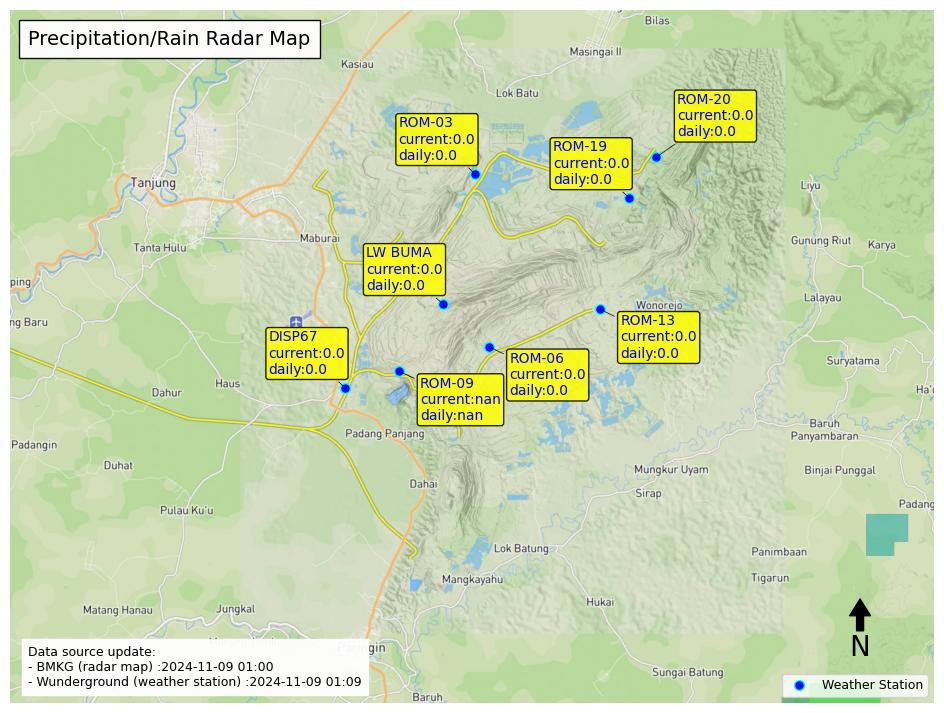 Precipitation/Rain Radar Map
Bilas
Masingai II
Kasiau
Lok Batu
ROM-20
current:0.0
daily:0.0
ROM-03
current:0.0
daily:0.0
ROM-19
current:0.0
daily:0.0
Tanjung
Liyu
Maburai
Tanta Hulu
Gunung Riut
Karya
LW BUMA
current:0.0
daily:0.0
ping
Lalayau
Wonorejo
ng Baru
ROM-13
current:0.0
daily:0.0
DISP67
current:0.0
daily:0.0
ROM-06
current:0.0
daily:0.0
Suryatama
Haus
ROM-09
current:nan
daily:nan
Dahur
Ha'o
Baruh
Panyambaran
Padang Panjang
Padangin
Duhat
Mungkur Uyam
Binjai Punggal
Dahai
Sirap
Padang
Pulau Ku'u
Lok Batung
Panimbaan
Mangkayahu
Tigarun
Matang Hanau
Jungkal
Hukai
N
Data source update:
- BMKG (radar map) :2024-11-09 01:00
- Wunderground (weather station) :2024-11-09 01:09
Sungai Batung
Baruh
Weather Station